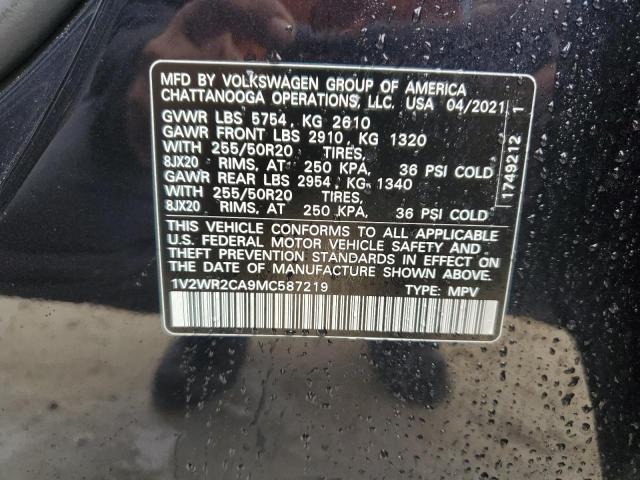 MFD BY VOLKSWAGEN GROUP OF AMERICA
CHATTANOOGA OPERATIONS, LLC. USA 04/2021
GVWR LBS 5754, KG 2610
GAWR FRONT LBS 2910, KG 1320
WITH 255/50R20 TIRES,
8JX20 RIMS, AT 250 KPA, 36 PSI COLD
GAWR REAR LBS 2954, KG 1340
WITH 255/50R20 TIRES,
8JX20 RIMS, AT 250 KPA, 36 PSI COLD
THIS VEHICLE CONFORMS TO ALL APPLICABLE
U.S. FEDERAL MOTOR VEHICLE SAFETY AND
THEFT PREVENTION STANDARDS IN EFFECT ON THE
DATE OF MANUFACTURE SHOWN ABOVE.
1V2WR2CA9MC587219 TYPE: MPV
1749212 1